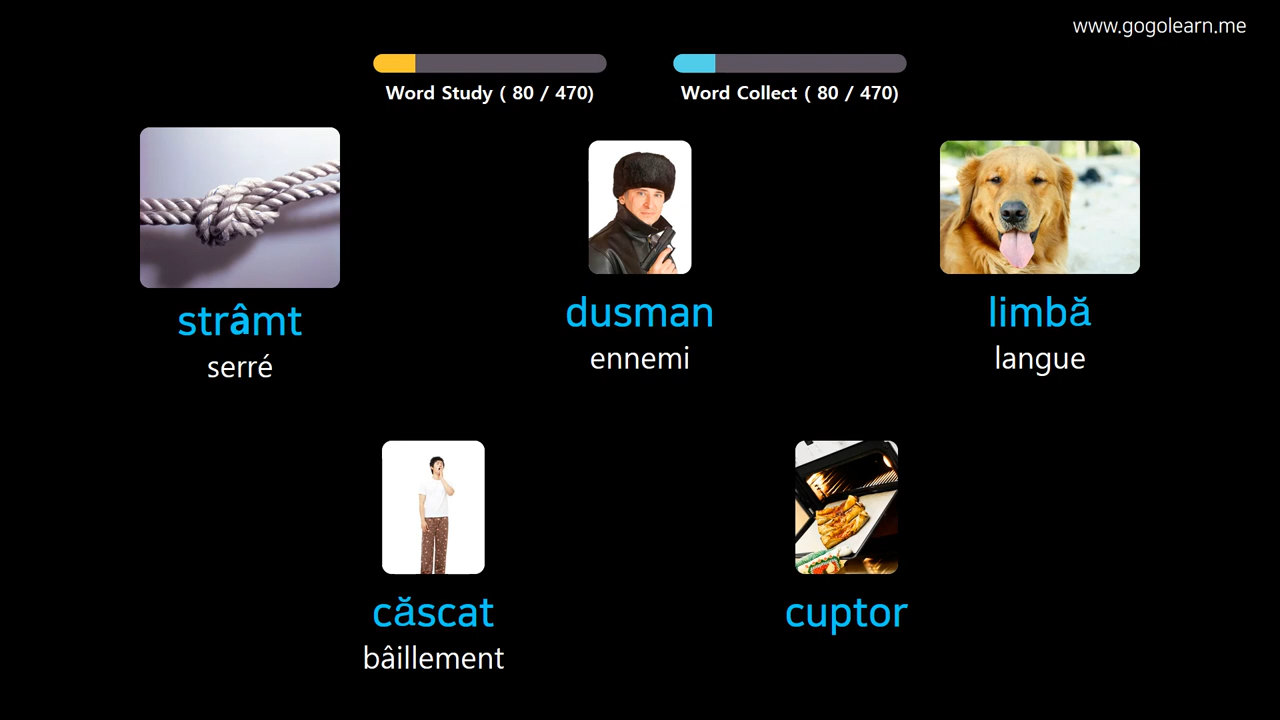 www.gogolearn.me
Word Study ( 80 / 470)
Word Collect ( 80 / 470)
strâmt
serré
dusman
ennemi
limbă
langue
căscat
bâillement
cuptor